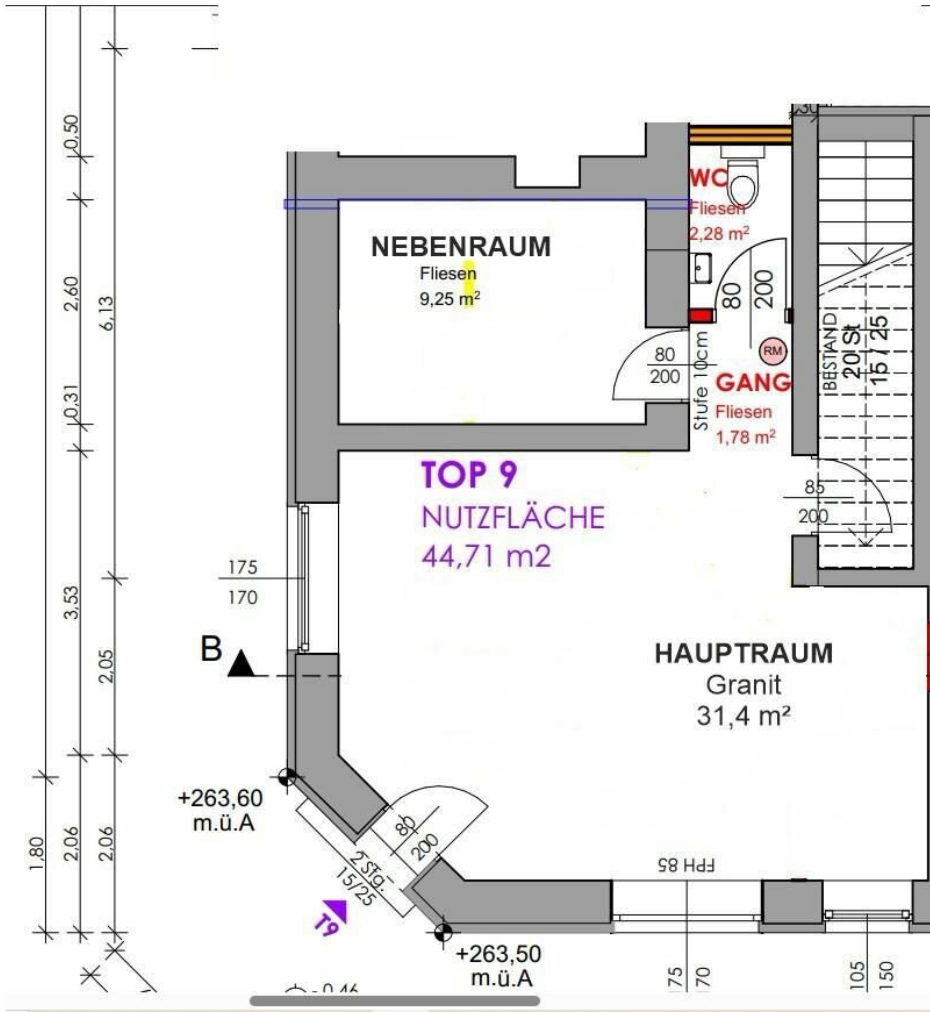 0,50
2,60
6,13
0,31
3,53
2,05
1,80
2,06
2,06
30
WC
Fliesen
2,28 m²
NEBENRAUM
Fliesen
9,25 m²
80
200
80
200
Stufe 10cm
RM
GANG
Fliesen
1,78 m²
BESTAND
20 St
15 / 25
TOP 9
NUTZFLÄCHE
44,71 m2
85
200
175
170
B
HAUPTRAUM
Granit
31,4 m²
+263,60
m.ü.A
80
200
2 Stg.
15/25
T9
FPH 85
+263,50
m.ü.A
75
70
105
150
- 0,46